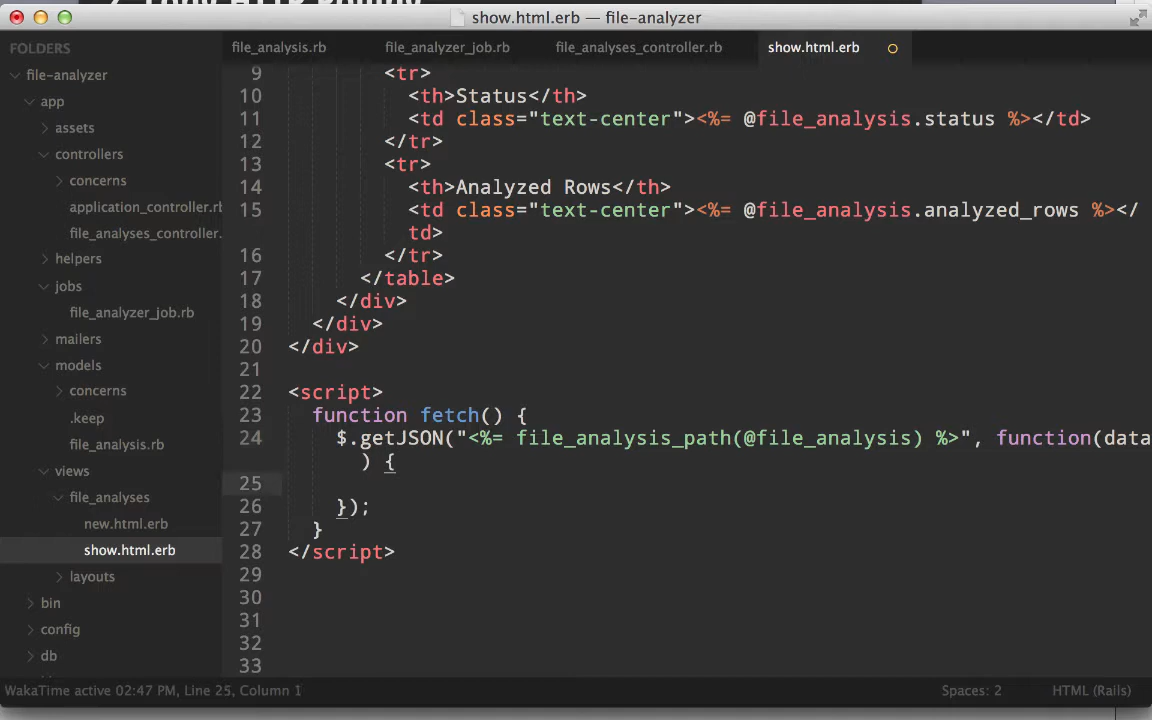 show.html.erb — file-analyzer
FOLDERS
file-analyzer
app
assets
controllers
concerns
application_controller.rb
file_analyses_controller.
helpers
jobs
file_analyzer_job.rb
mailers
models
concerns
.keep
file_analysis.rb
views
file_analyses
new.html.erb
show.html.erb
layouts
bin
config
db
file_analysis.rb
file_analyzer_job.rb
file_analyses_controller.rb
show.html.erb
9 <tr>
10 <th>Status</th>
11 <td class="text-center"><%= @file_analysis.status %></td>
12 </tr>
13 <tr>
14 <th>Analyzed Rows</th>
15 <td class="text-center"><%= @file_analysis.analyzed_rows %></
td>
16 </tr>
17 </table>
18 </div>
19 </div>
20 </div>
21
22 <script>
23 function fetch() {
24 $.getJSON("<%= file_analysis_path(@file_analysis) %>", function(data
) {
25
26 });
27 }
28 </script>
29
30
31
32
33
WakaTime active 02:47 PM, Line 25, Column 1
Spaces: 2
HTML (Rails)